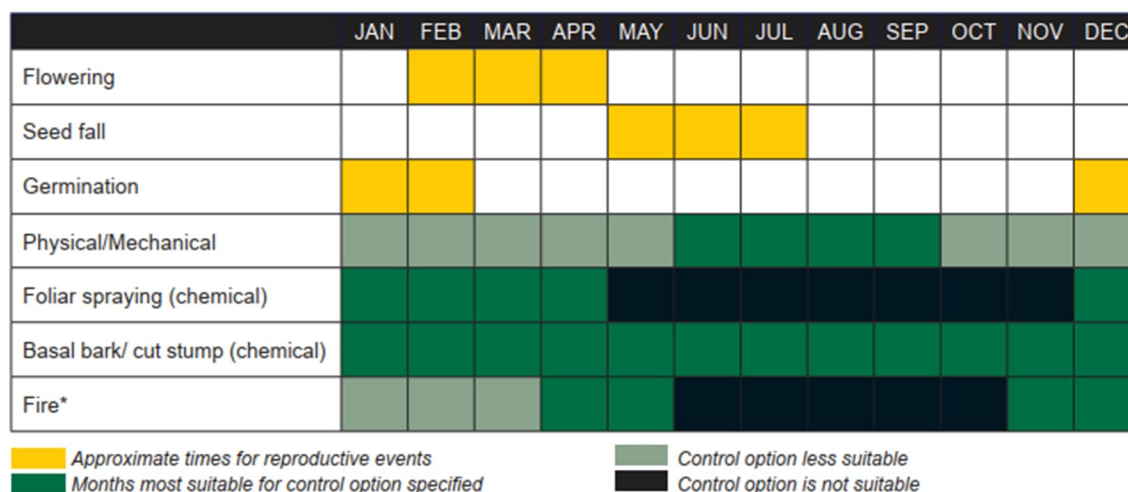 JAN FEB MAR APR MAY JUN JUL AUG SEP OCT NOV DEC
Flowering
Seed fall
Germination
Physical/Mechanical
Foliar spraying (chemical)
Basal bark/ cut stump (chemical)
Fire*
Approximate times for reproductive events
Control option less suitable
Months most suitable for control option specified
Control option is not suitable